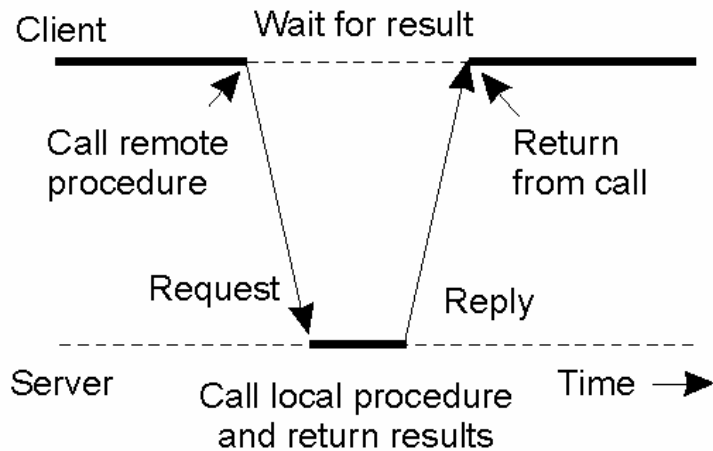 Client
Wait for result
Call remote
procedure
Return
from call
Request
Reply
Server
Time
Call local procedure
and return results